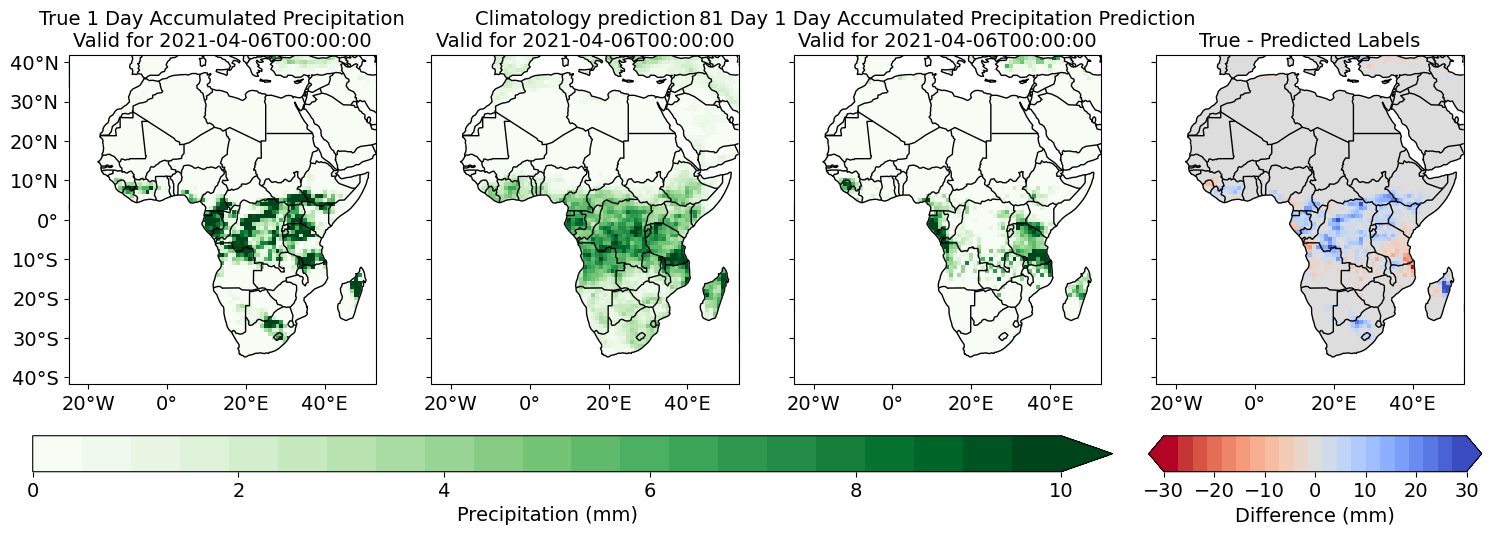 True 1 Day Accumulated Precipitation
Valid for 2021-04-06T00:00:00
Climatology prediction
Valid for 2021-04-06T00:00:00
81 Day 1 Day Accumulated Precipitation Prediction
Valid for 2021-04-06T00:00:00
True - Predicted Labels
40°N
30°N
20°N
10°N
0°
10°S
20°S
30°S
40°S
20°W 0° 20°E 40°E
20°W 0° 20°E 40°E
20°W 0° 20°E 40°E
20°W 0° 20°E 40°E
0 2 4 6 8 10
Precipitation (mm)
−30 −20 −10 0 10 20 30
Difference (mm)